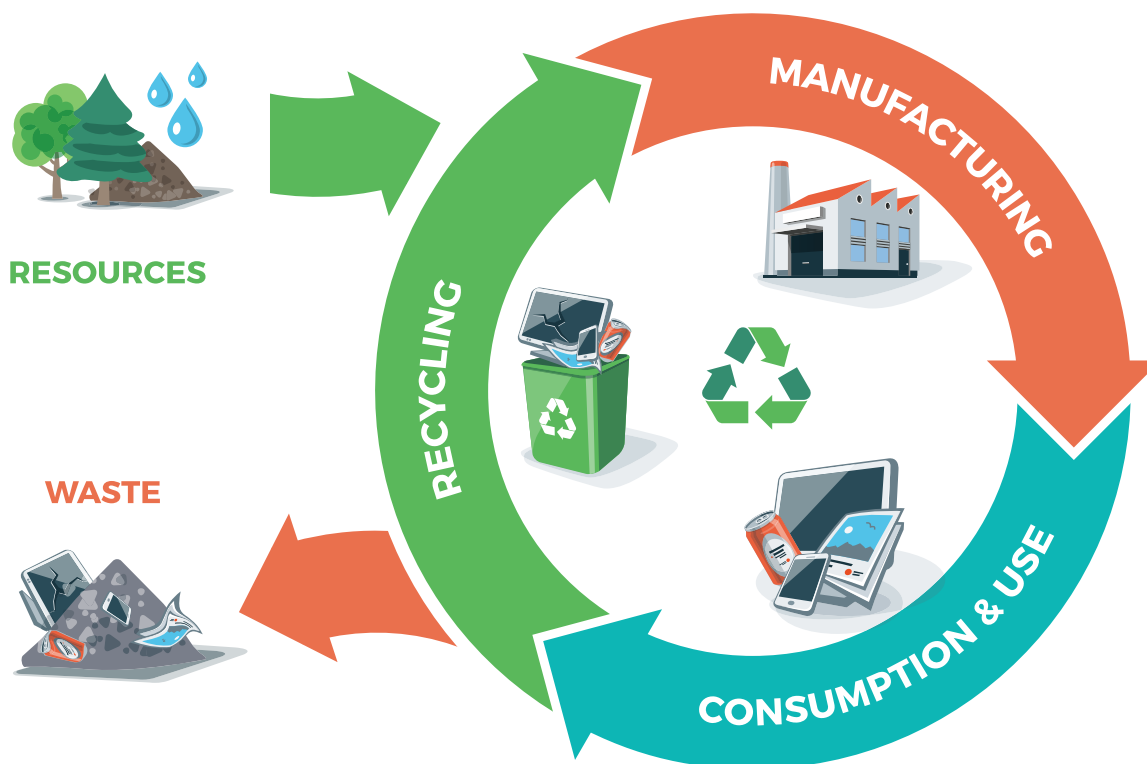 RESOURCES
MANUFACTURING
RECYCLING
WASTE
CONSUMPTION & USE